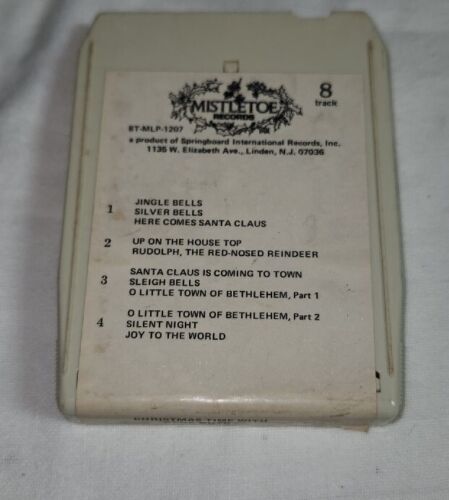 MISTLETOE
RECORDS
8
track
8T-MLP-1207
a product of Springboard International Records, Inc.
1135 W. Elizabeth Ave., Linden, N.J. 07036
1
JINGLE BELLS
SILVER BELLS
HERE COMES SANTA CLAUS
2
UP ON THE HOUSE TOP
RUDOLPH, THE RED-NOSED REINDEER
3
SANTA CLAUS IS COMING TO TOWN
SLEIGH BELLS
O LITTLE TOWN OF BETHLEHEM, Part 1
4
O LITTLE TOWN OF BETHLEHEM, Part 2
SILENT NIGHT
JOY TO THE WORLD
CHRISTMAS TIME WITH